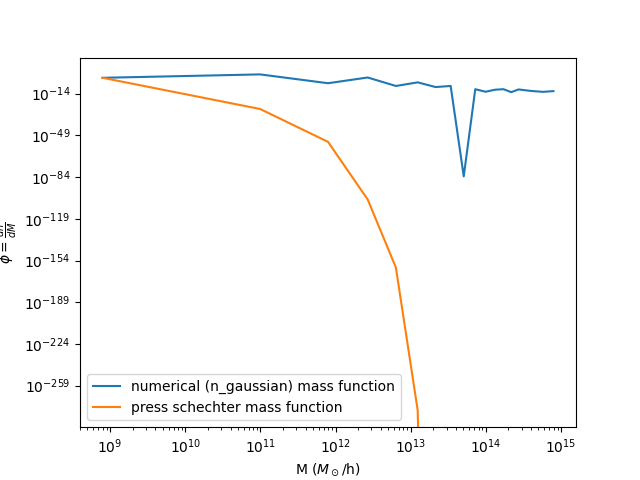 10^{-14}
10^{-49}
10^{-84}
10^{-119}
10^{-154}
10^{-189}
10^{-224}
10^{-259}
ϕ = \frac{dn}{dM}
numerical (n_gaussian) mass function
press schechter mass function
10^{9} 10^{10} 10^{11} 10^{12} 10^{13} 10^{14} 10^{15}
M (M_⊙/h)